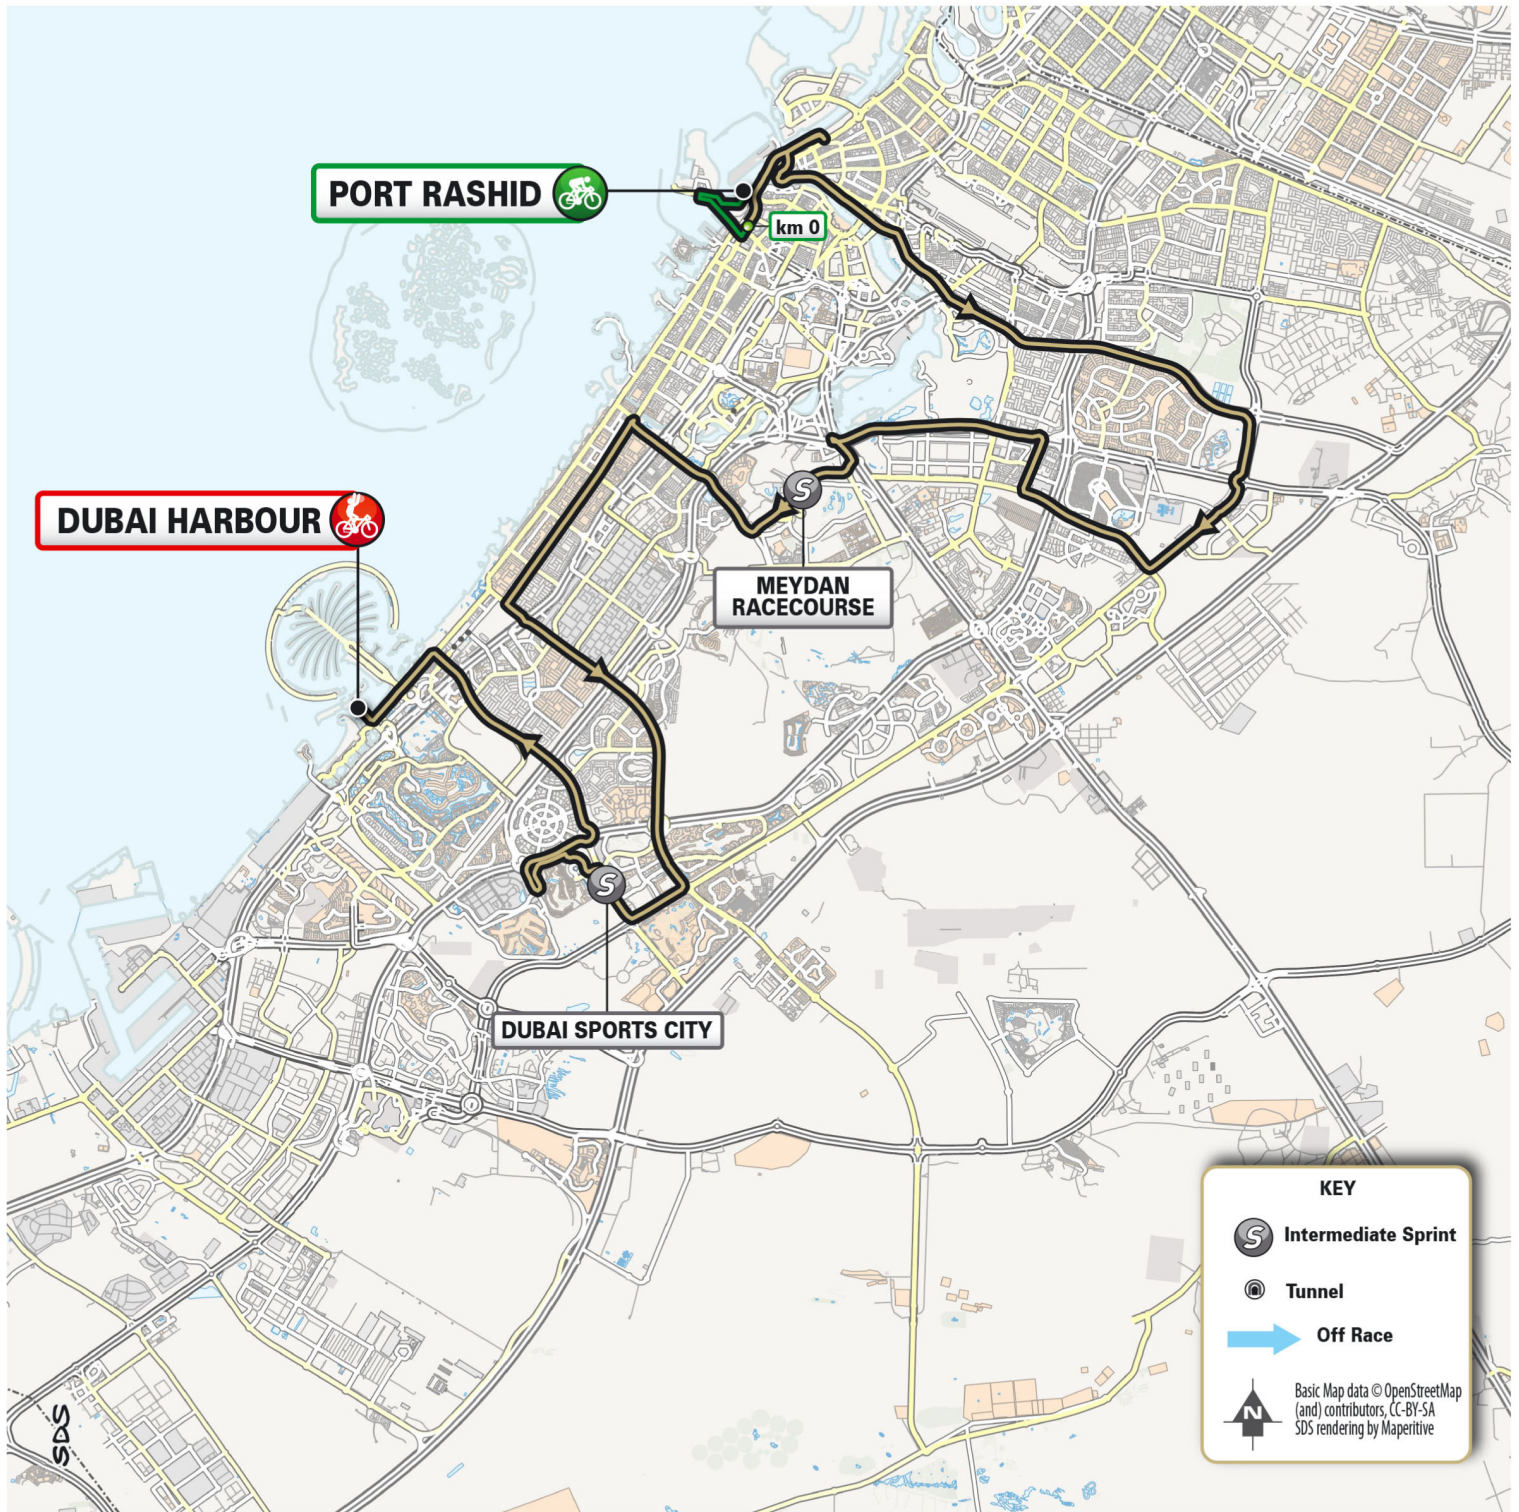 PORT RASHID
km 0
DUBAI HARBOUR
S
MEYDAN
RACECOURSE
S
DUBAI SPORTS CITY
KEY
S Intermediate Sprint
Tunnel
Off Race
N
Basic Map data © OpenStreetMap
(and) contributors, CC-BY-SA
SDS rendering by Maperitive
SDS